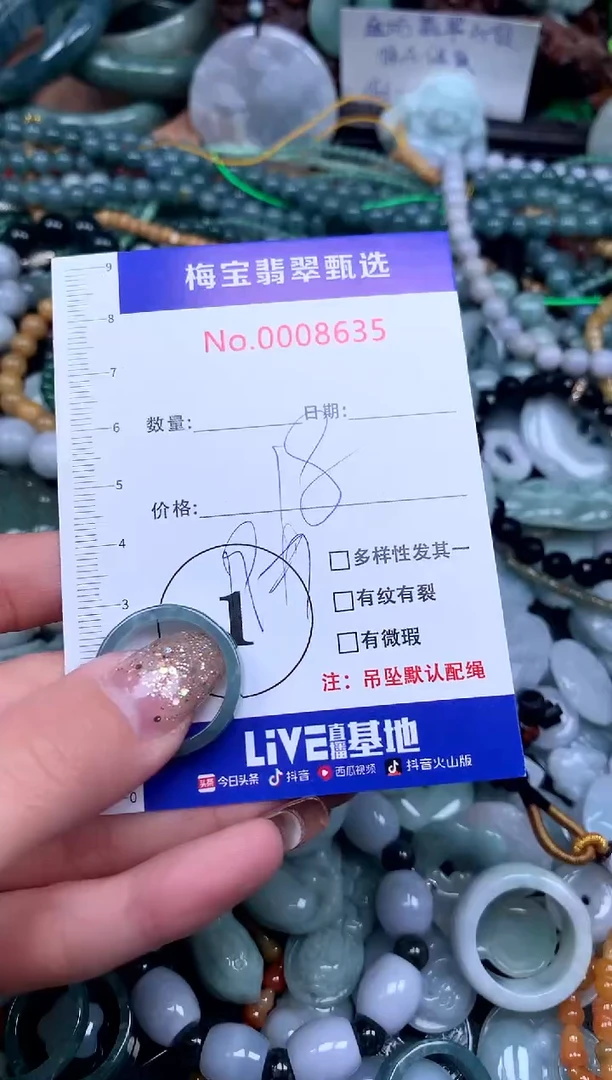 9
梅宝翡翠甄选
8
No.0008635
7
6
数量: 日期:
5
价格:
4
多样性发其一
3
1
有纹有裂
有微瑕
注：吊坠默认配绳
LiVE直播基地
头条 今日头条 抖音 西瓜视频 抖音火山版
0